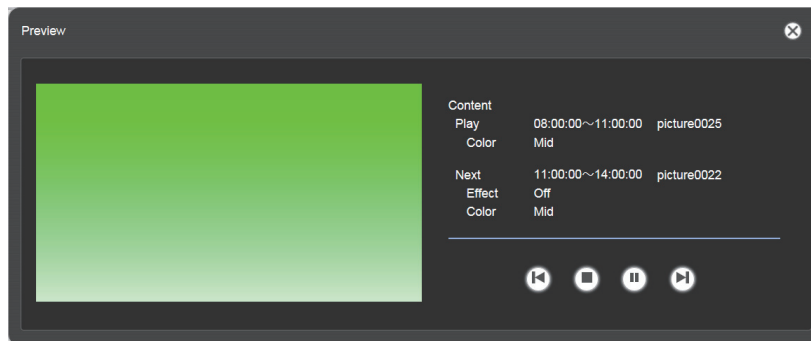 Preview
Content
Play 08:00:00～11:00:00 picture0025
Color Mid
Next 11:00:00～14:00:00 picture0022
Effect Off
Color Mid